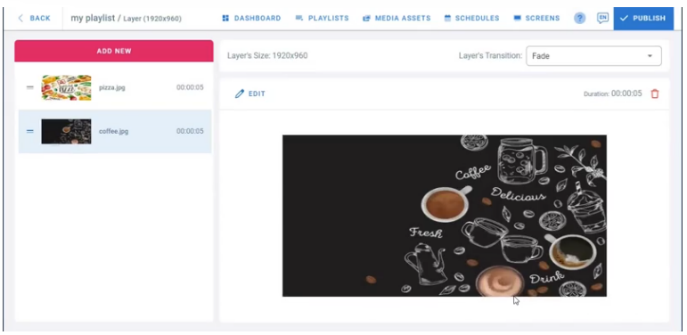 BACK my playlist / Layer (1920x960) DASHBOARD PLAYLISTS MEDIA ASSETS SCHEDULES SCREENS ? EN PUBLISH
ADD NEW
Layer's Size: 1920x960 Layer's Transition: Fade
pizza.jpg 00:00:05
EDIT Duration: 00:00:05
coffee.jpg 00:00:05
Coffee
Delicious
Fresh
Drink